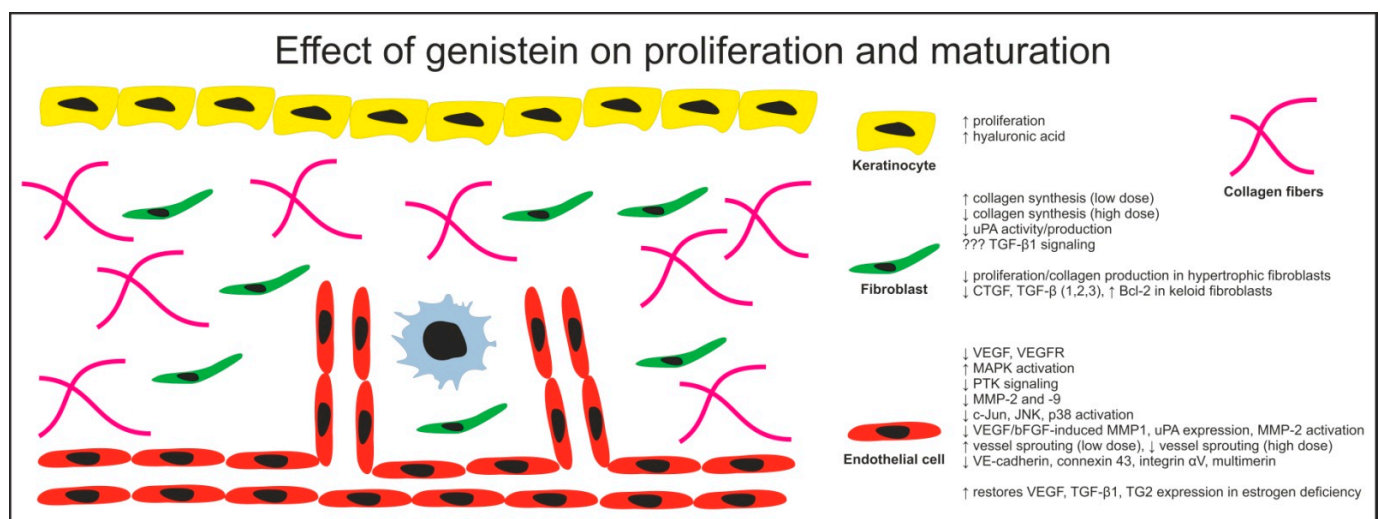 Effect of genistein on proliferation and maturation
↑ proliferation
↑ hyaluronic acid
Keratinocyte
Collagen fibers
↑ collagen synthesis (low dose)
↓ collagen synthesis (high dose)
↓ uPA activity/production
??? TGF-β1 signaling
↓ proliferation/collagen production in hypertrophic fibroblasts
↓ CTGF, TGF-β (1,2,3), ↑ Bcl-2 in keloid fibroblasts
Fibroblast
↓ VEGF, VEGFR
↑ MAPK activation
↓ PTK signaling
↓ MMP-2 and -9
↓ c-Jun, JNK, p38 activation
↓ VEGF/bFGF-induced MMP1, uPA expression, MMP-2 activation
↑ vessel sprouting (low dose), ↓ vessel sprouting (high dose)
↓ VE-cadherin, connexin 43, integrin αV, multimerin
Endothelial cell
↑ restores VEGF, TGF-β1, TG2 expression in estrogen deficiency